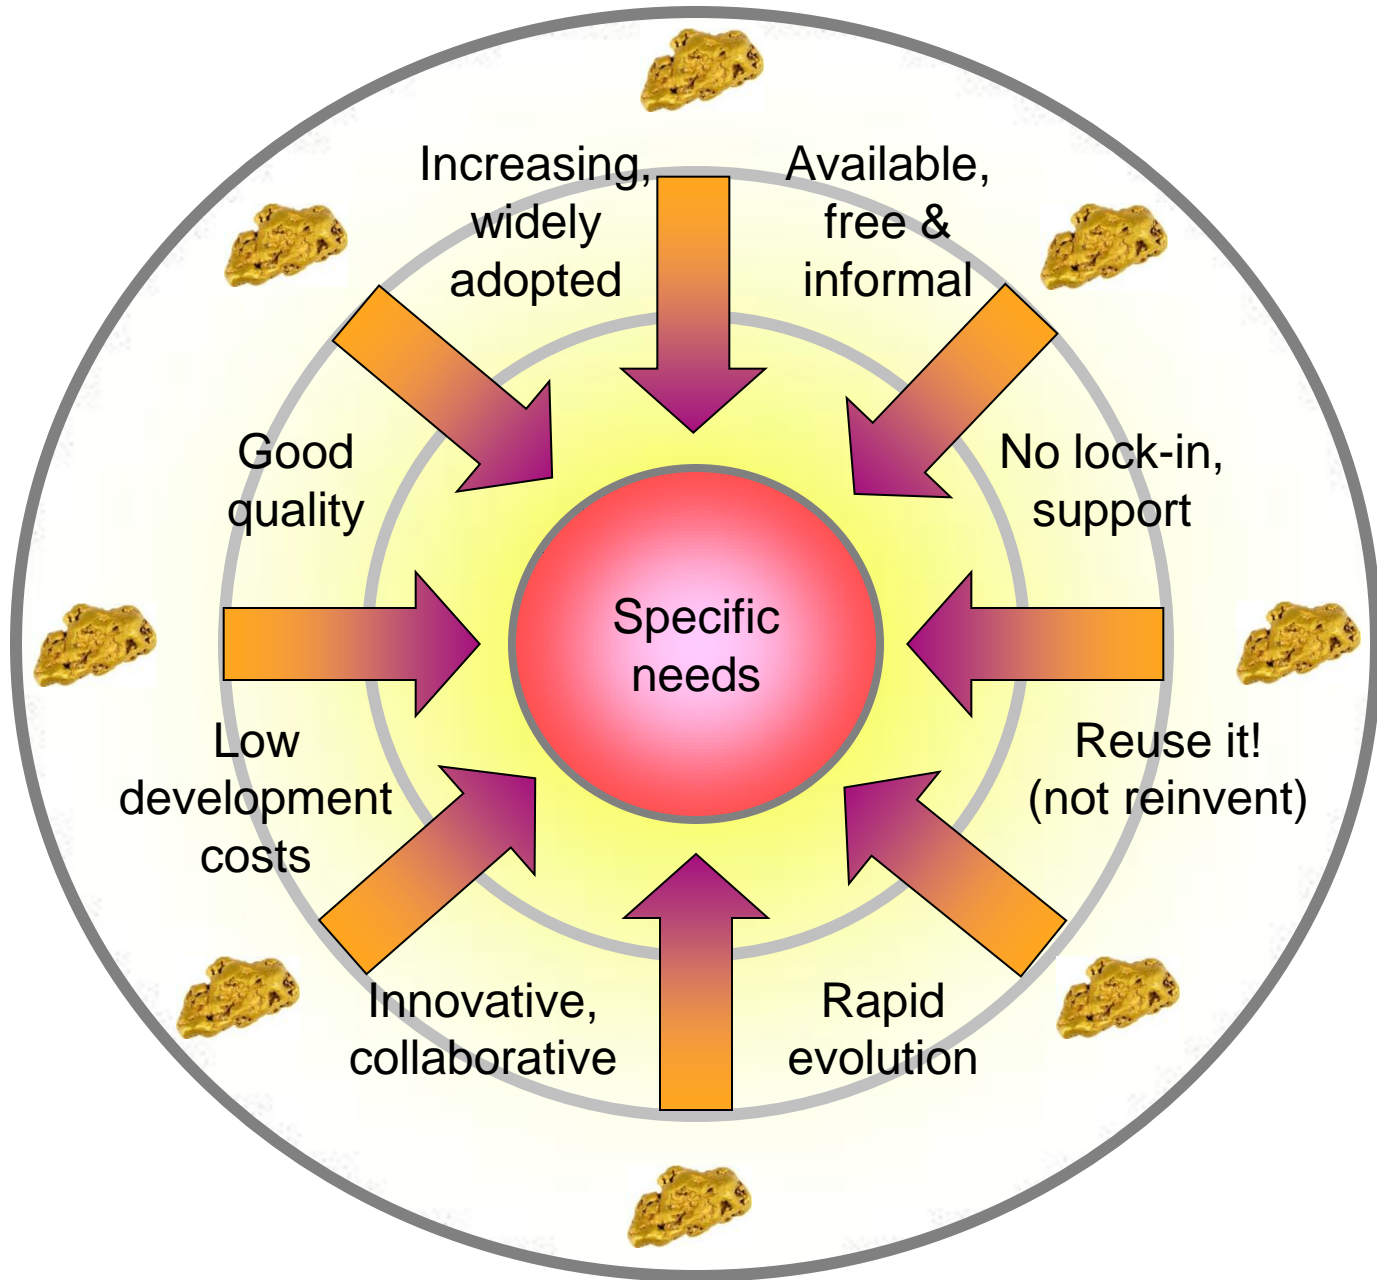 Increasing,
widely
adopted
Available,
free &
informal
Good
quality
No lock-in,
support
Specific
needs
Low
development
costs
Reuse it!
(not reinvent)
Innovative,
collaborative
Rapid
evolution